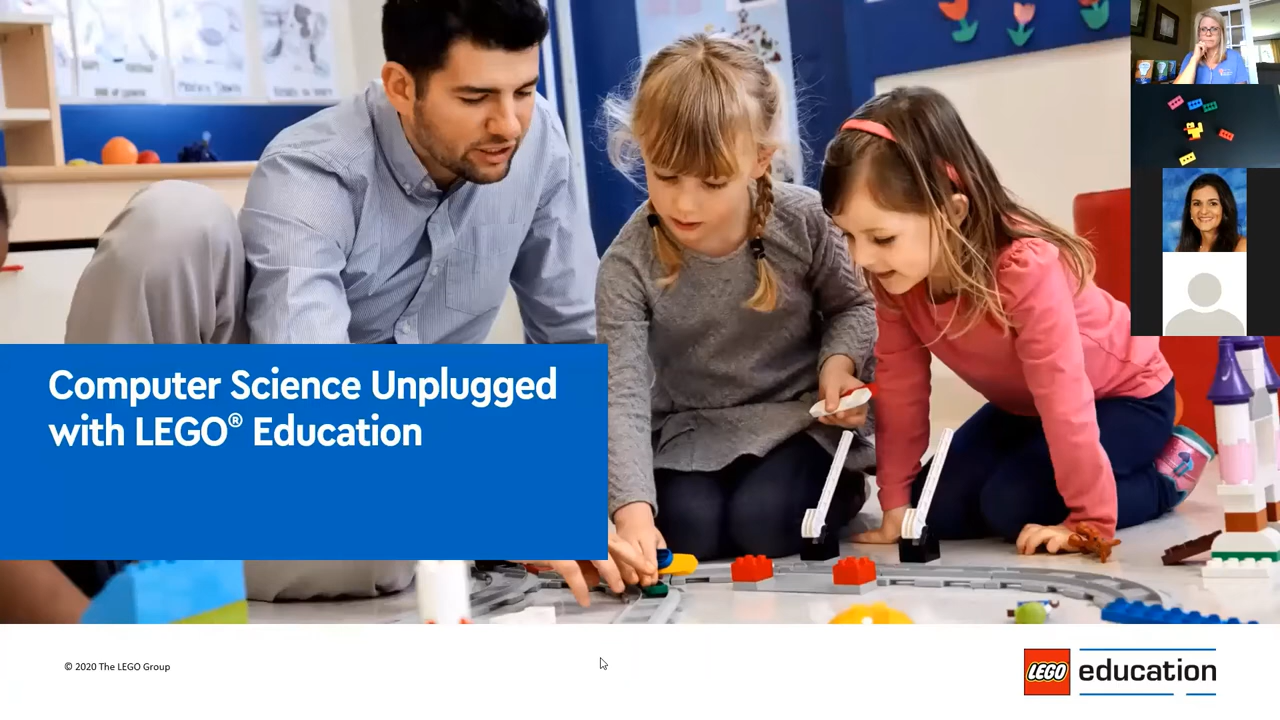 Computer Science Unplugged
with LEGO® Education
© 2020 The LEGO Group
LEGO education